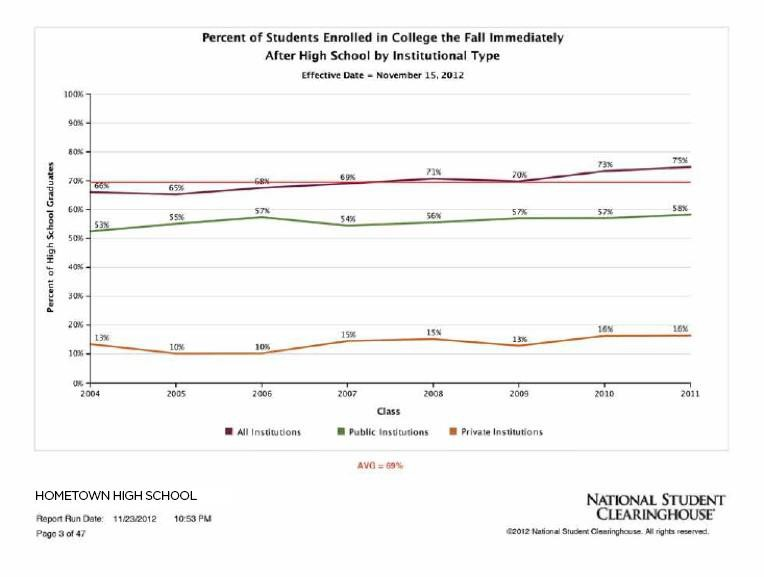 Percent of Students Enrolled in College the Fall Immediately
After High School by Institutional Type
Effective Date = November 15, 2012
Percent of High School Graduates
100%
90%
80%
70%
60%
50%
40%
30%
20%
10%
0%
66% 65% 68% 69% 71% 70% 73% 75%
53% 55% 57% 54% 56% 57% 57% 58%
13% 10% 10% 15% 15% 13% 16% 16%
2004 2005 2006 2007 2008 2009 2010 2011
Class
All Institutions Public Institutions Private Institutions
AVG = 69%
HOMETOWN HIGH SCHOOL
Report Run Date: 11/23/2012 10:53 PM
Page 3 of 47
NATIONAL STUDENT
CLEARINGHOUSE®
©2012 National Student Clearinghouse. All rights reserved.